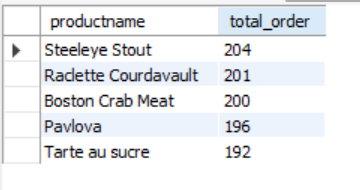 productname total_order
Steeleye Stout 204
Raclette Courdavault 201
Boston Crab Meat 200
Pavlova 196
Tarte au sucre 192